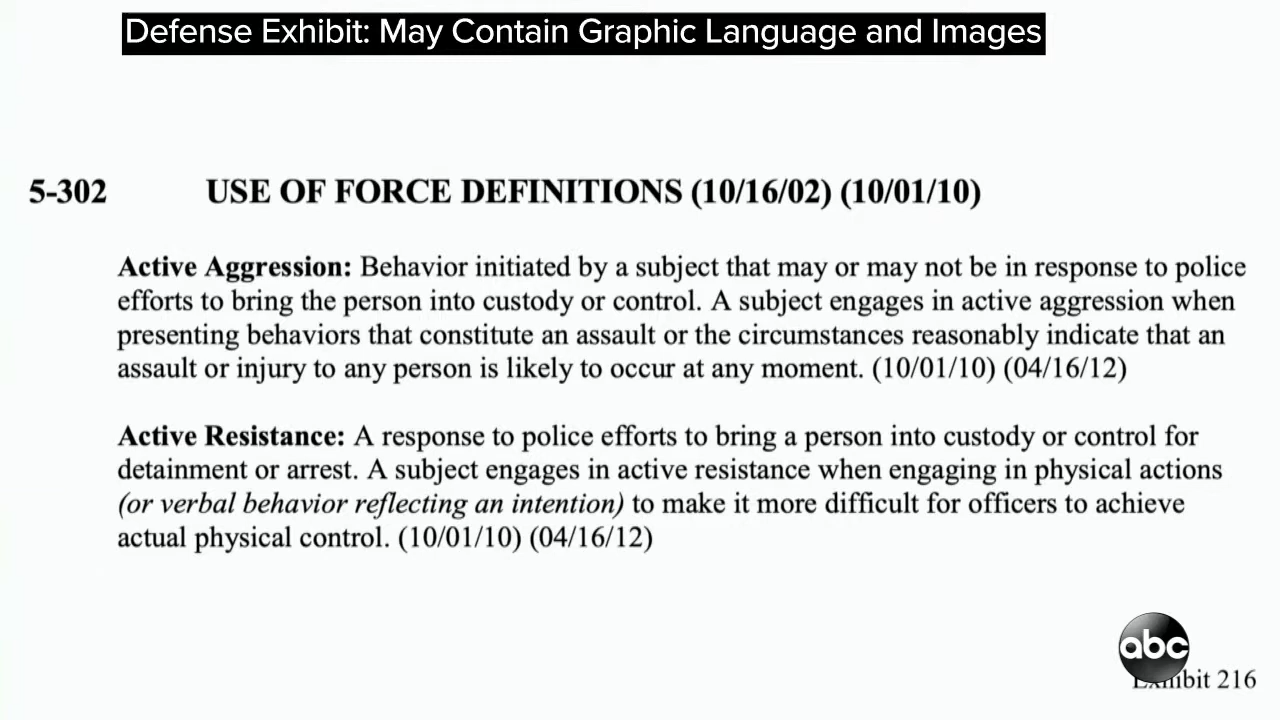 Defense Exhibit: May Contain Graphic Language and Images
5-302 USE OF FORCE DEFINITIONS (10/16/02) (10/01/10)
Active Aggression: Behavior initiated by a subject that may or may not be in response to police
efforts to bring the person into custody or control. A subject engages in active aggression when
presenting behaviors that constitute an assault or the circumstances reasonably indicate that an
assault or injury to any person is likely to occur at any moment. (10/01/10) (04/16/12)
Active Resistance: A response to police efforts to bring a person into custody or control for
detainment or arrest. A subject engages in active resistance when engaging in physical actions
(or verbal behavior reflecting an intention) to make it more difficult for officers to achieve
actual physical control. (10/01/10) (04/16/12)
abc
Exhibit 216